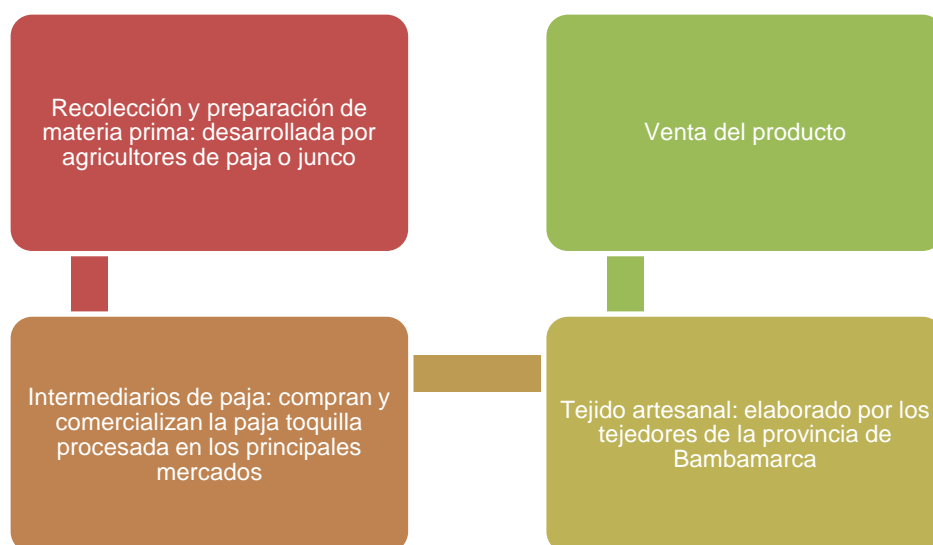 Recolección y preparación de
materia prima: desarrollada por
agricultores de paja o junco
Intermediarios de paja: compran y
comercializan la paja toquilla
procesada en los principales
mercados
Tejido artesanal: elaborado por los
tejedores de la provincia de
Bambamarca
Venta del producto